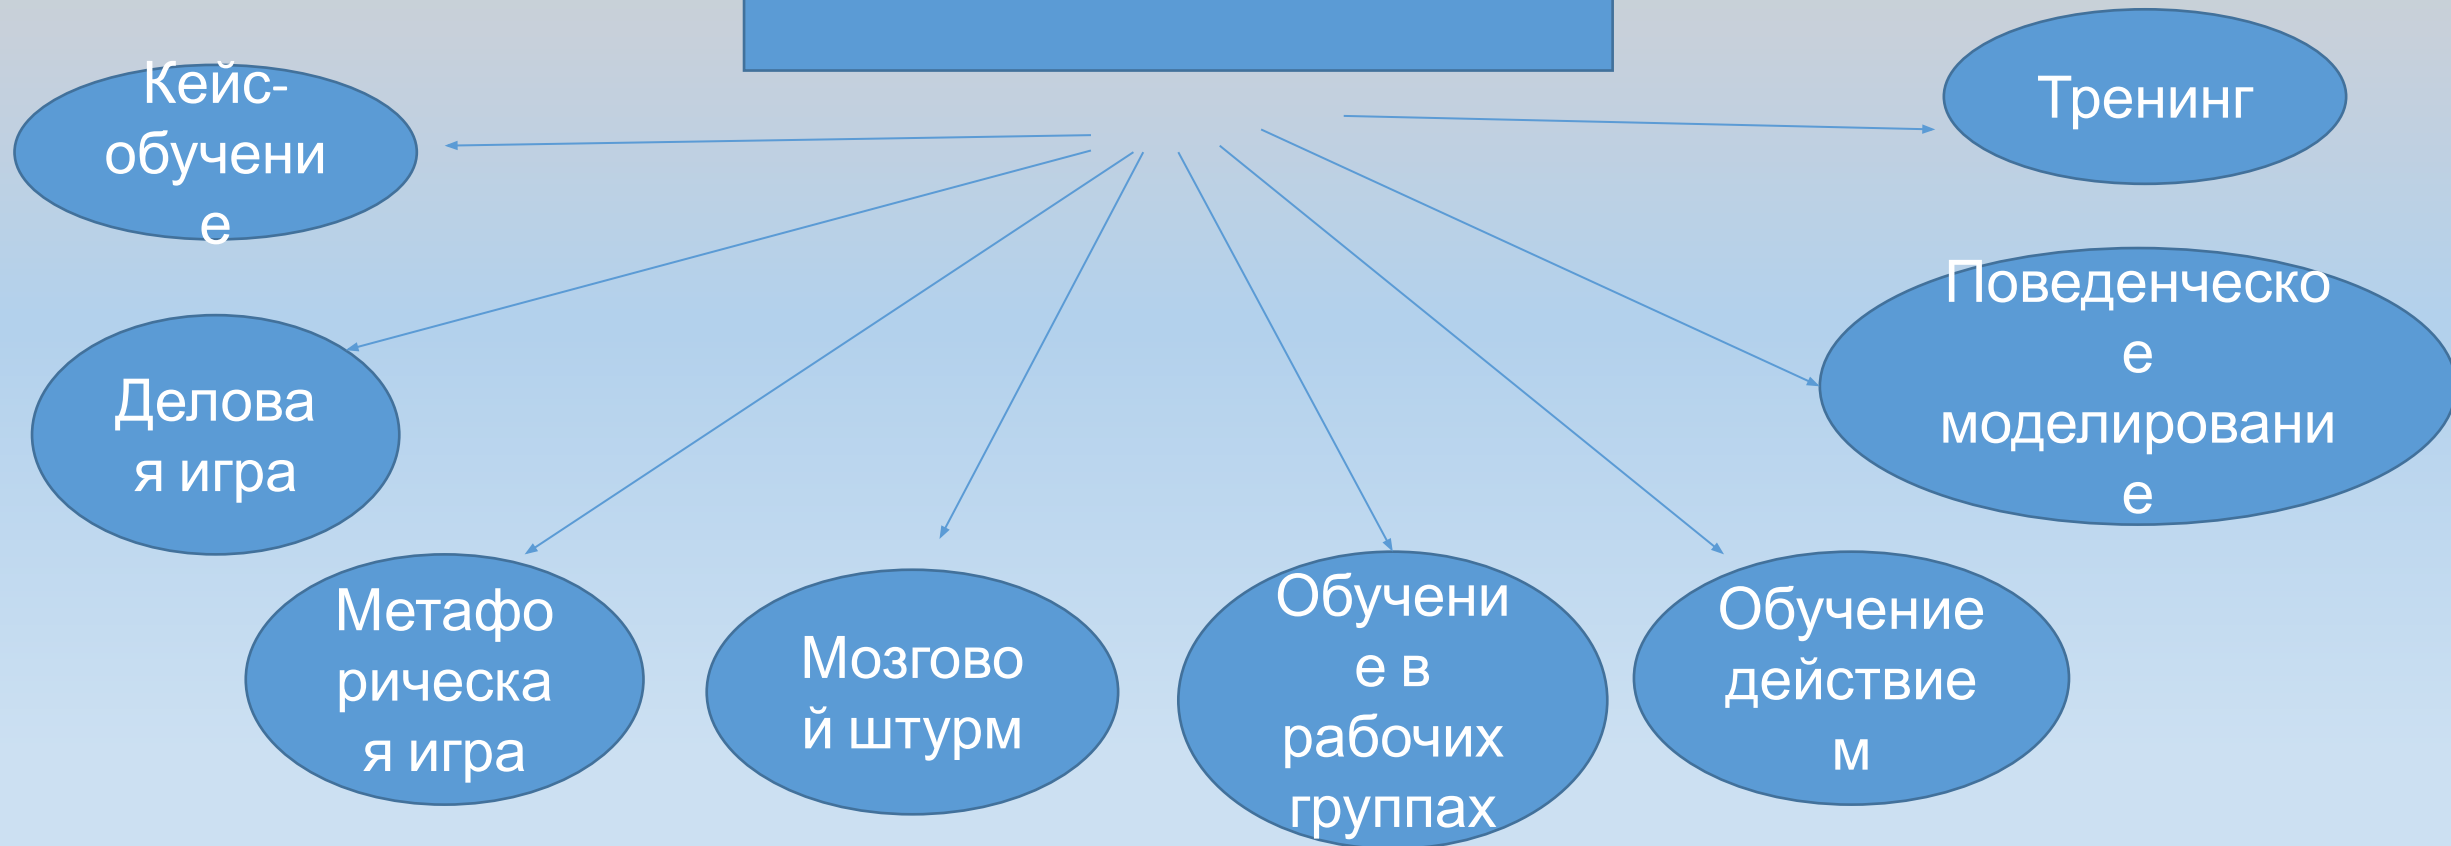 Кейс-
обучени
е
Тренинг
Делова
я игра
Поведенческо
е
моделировани
е
Метафо
рическа
я игра
Мозгово
й штурм
Обучени
е в
рабочих
группах
Обучение
действие
м